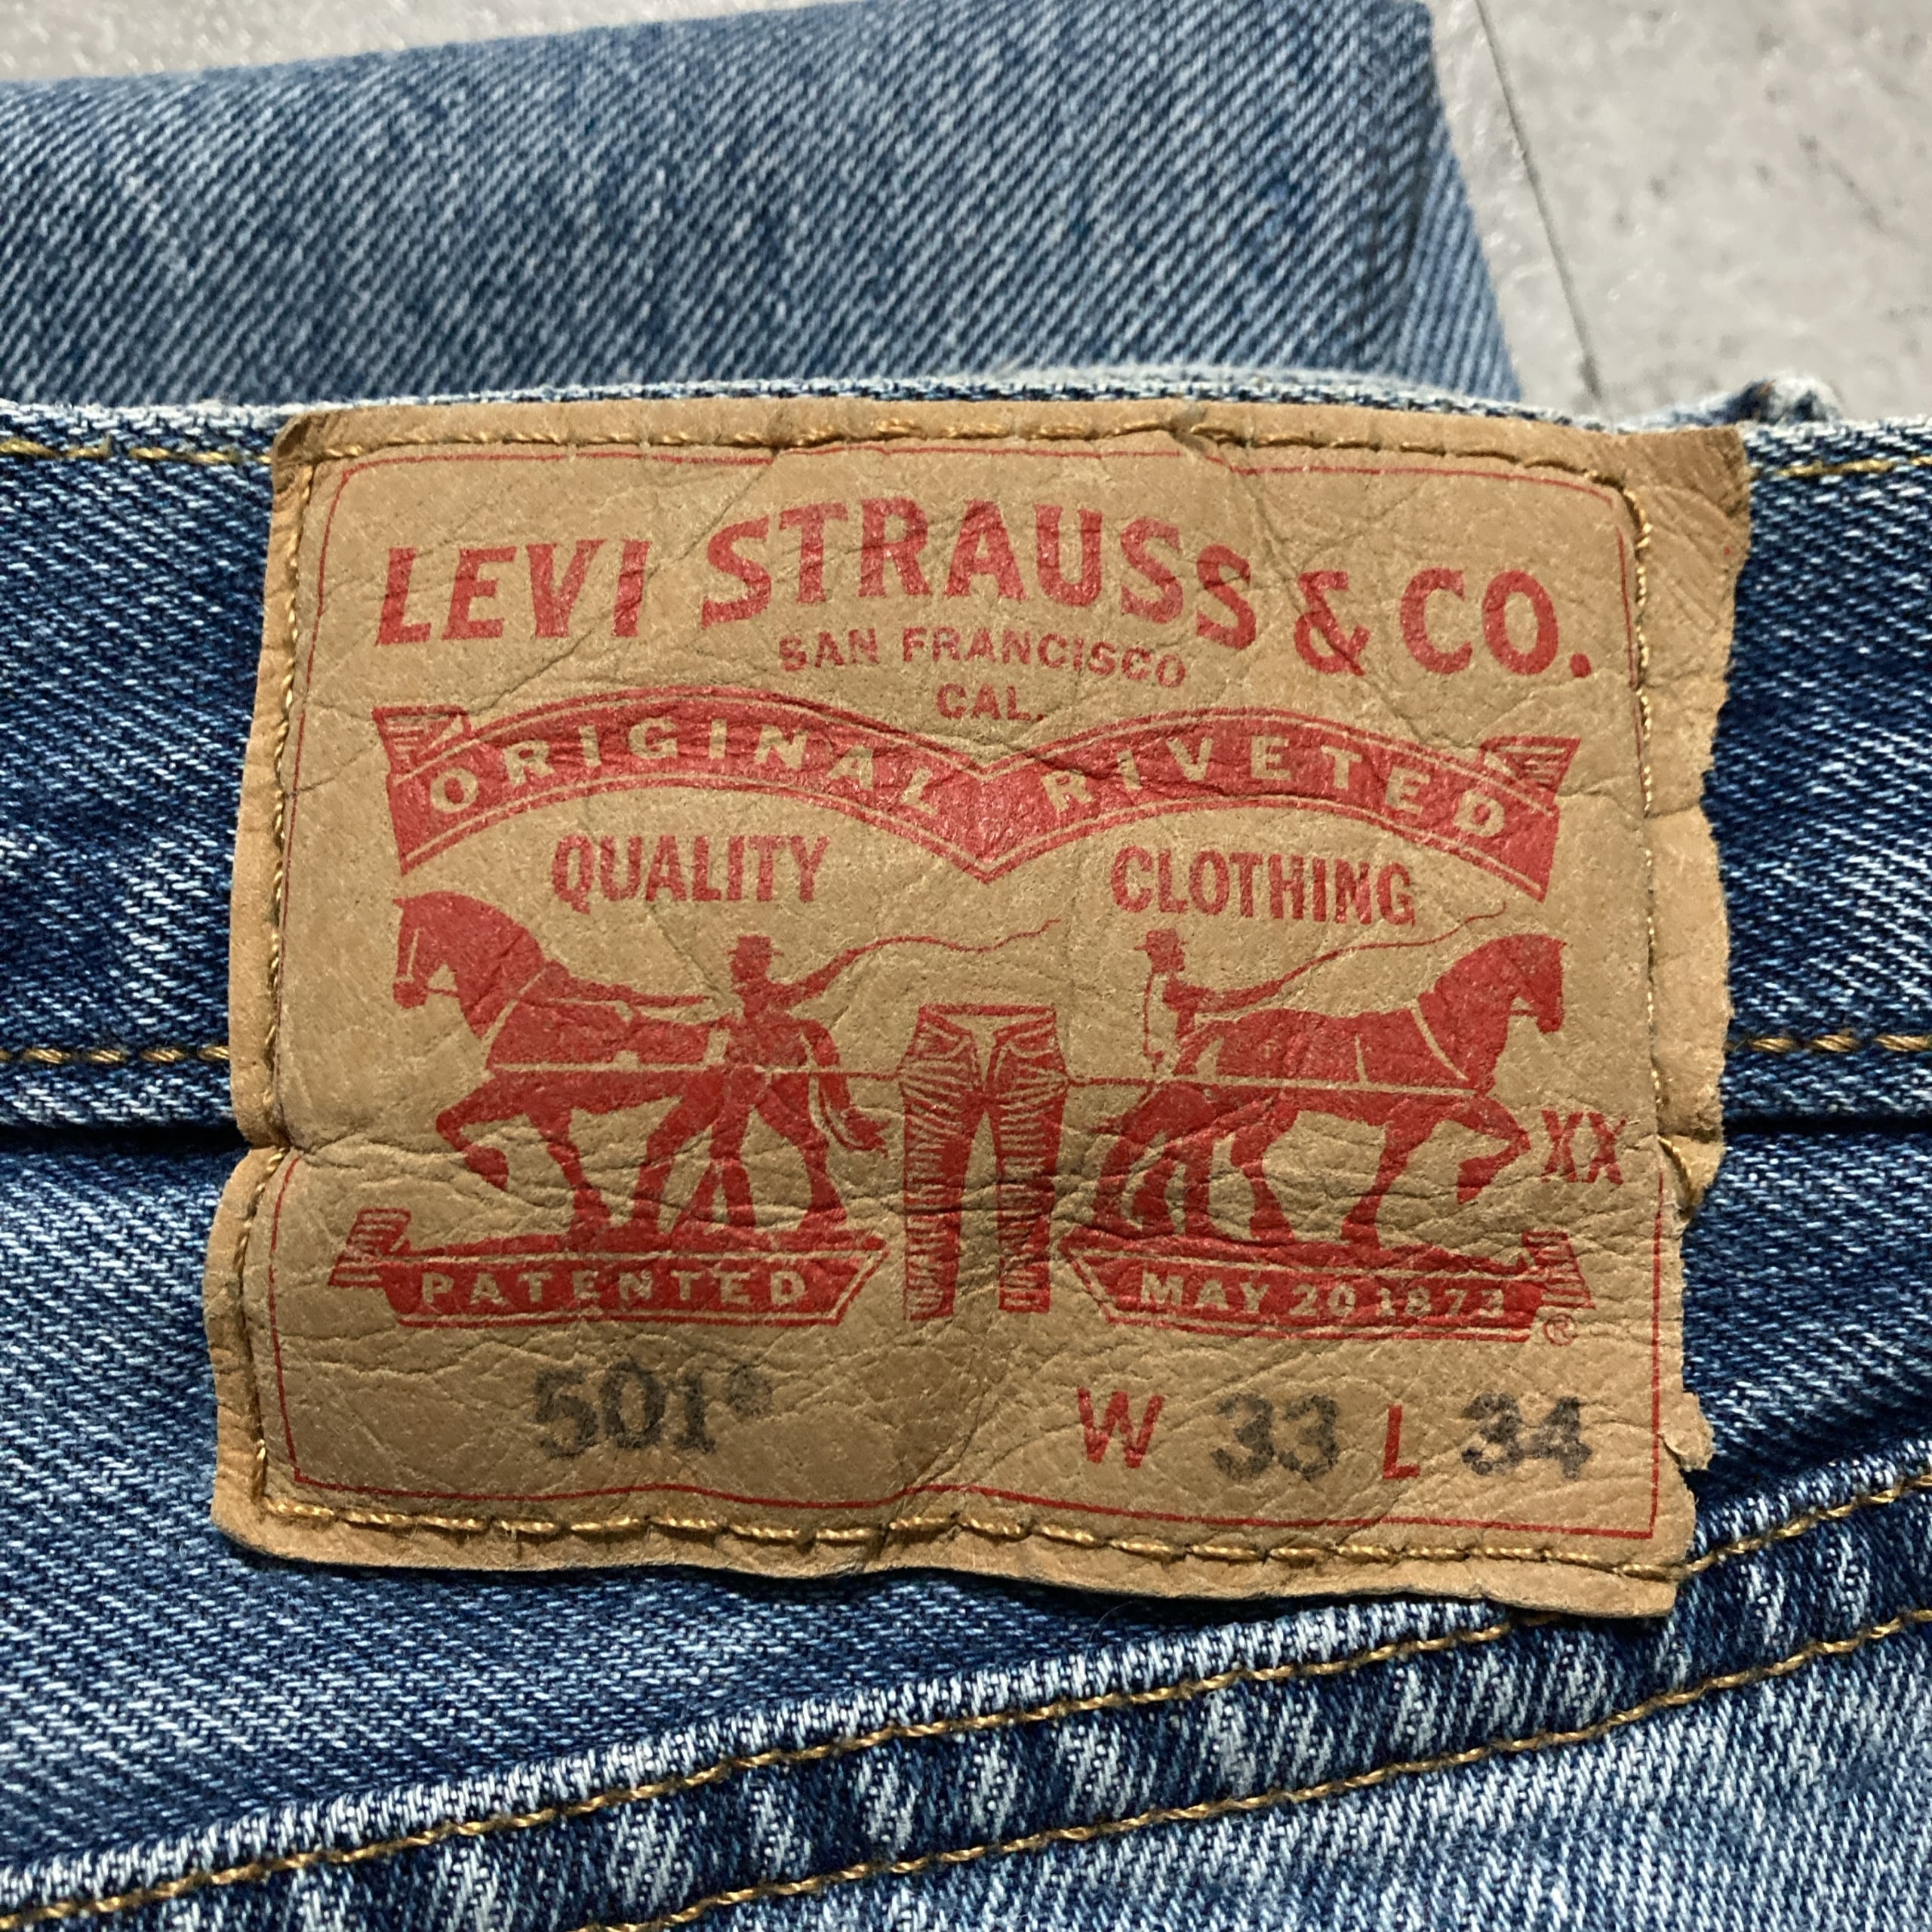 LEVI STRAUSS & CO.
SAN FRANCISCO
CAL.
ORIGINAL RIVETED
QUALITY CLOTHING
XX
PATENTED MAY 20 1873
®
501® W 33 L 34